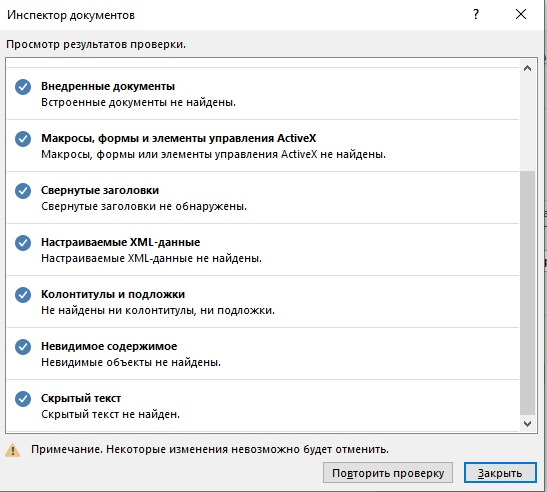 Инспектор документов
?
Просмотр результатов проверки.
Внедренные документы
Встроенные документы не найдены.
Макросы, формы и элементы управления ActiveX
Макросы, формы или элементы управления ActiveX не найдены.
Свернутые заголовки
Свернутые заголовки не обнаружены.
Настраиваемые XML-данные
Настраиваемые XML-данные не найдены.
Колонтитулы и подложки
Не найдены ни колонтитулы, ни подложки.
Невидимое содержимое
Невидимые объекты не найдены.
Скрытый текст
Скрытый текст не найден.
Примечание. Некоторые изменения невозможно будет отменить.
Повторить проверку
Закрыть